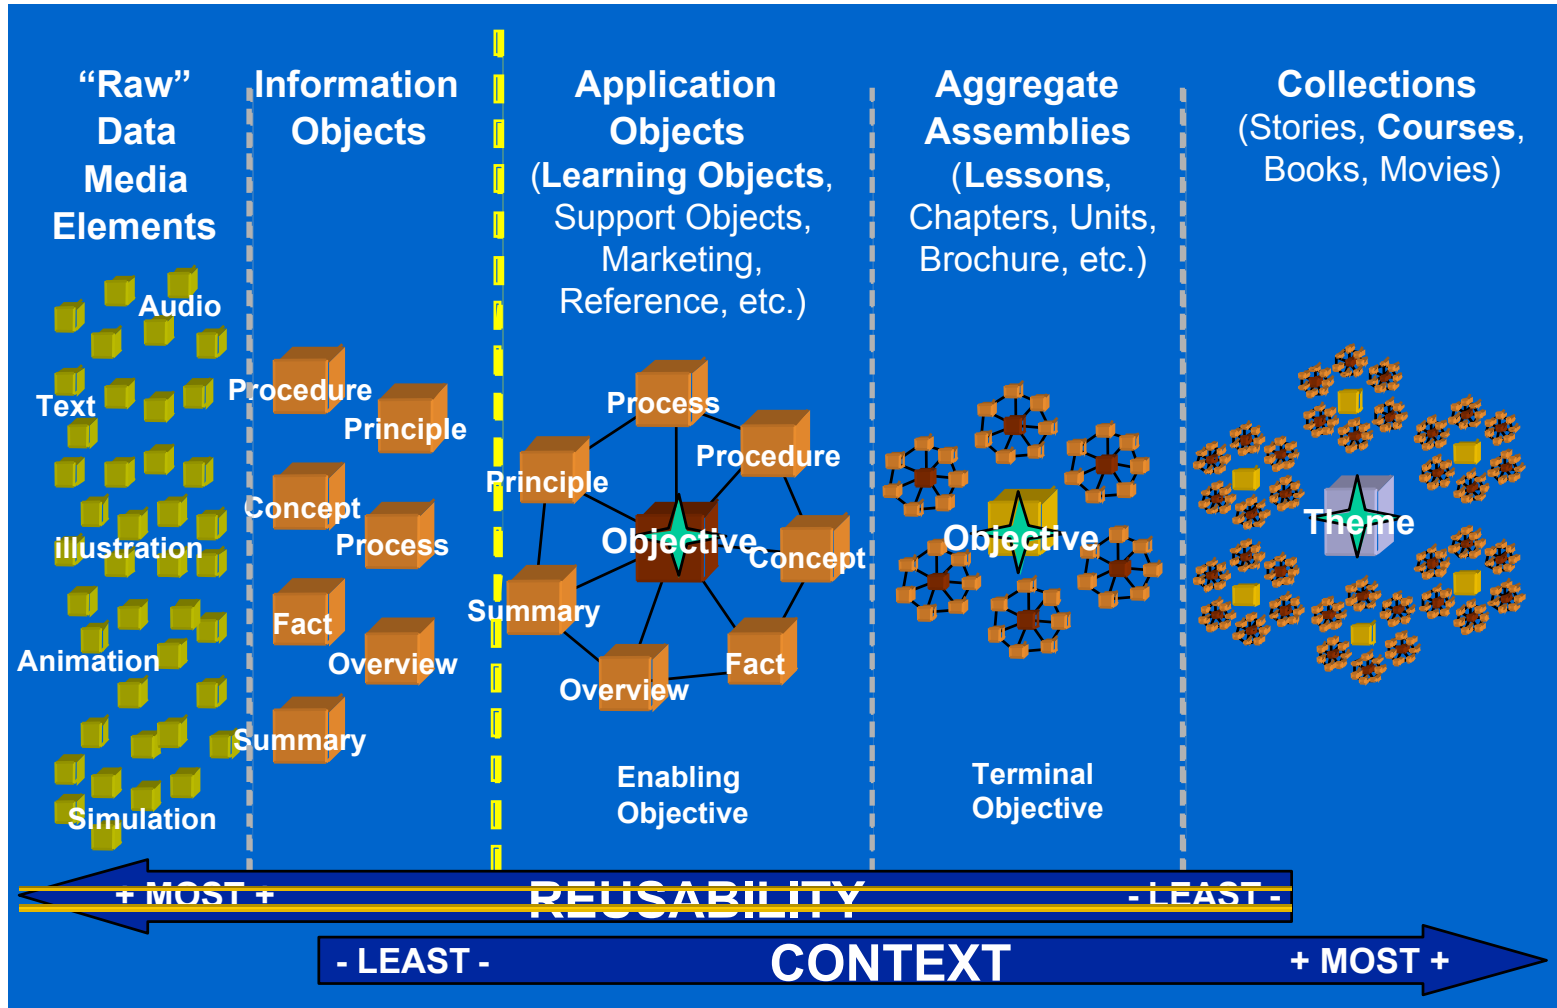 “Raw”
Data
Media
Elements
Information
Objects
Application
Objects
(Learning Objects,
Support Objects,
Marketing,
Reference, etc.)
Aggregate
Assemblies
(Lessons,
Chapters, Units,
Brochure, etc.)
Collections
(Stories, Courses,
Books, Movies)
Audio
Text
illustration
Animation
Simulation
Procedure
Principle
Concept
Process
Fact
Overview
Summary
Process
Procedure
Principle
Objective
Concept
Summary
Fact
Overview
Enabling
Objective
Objective
Terminal
Objective
Theme
+ MOST + REUSABILITY - LEAST -
- LEAST - CONTEXT + MOST +